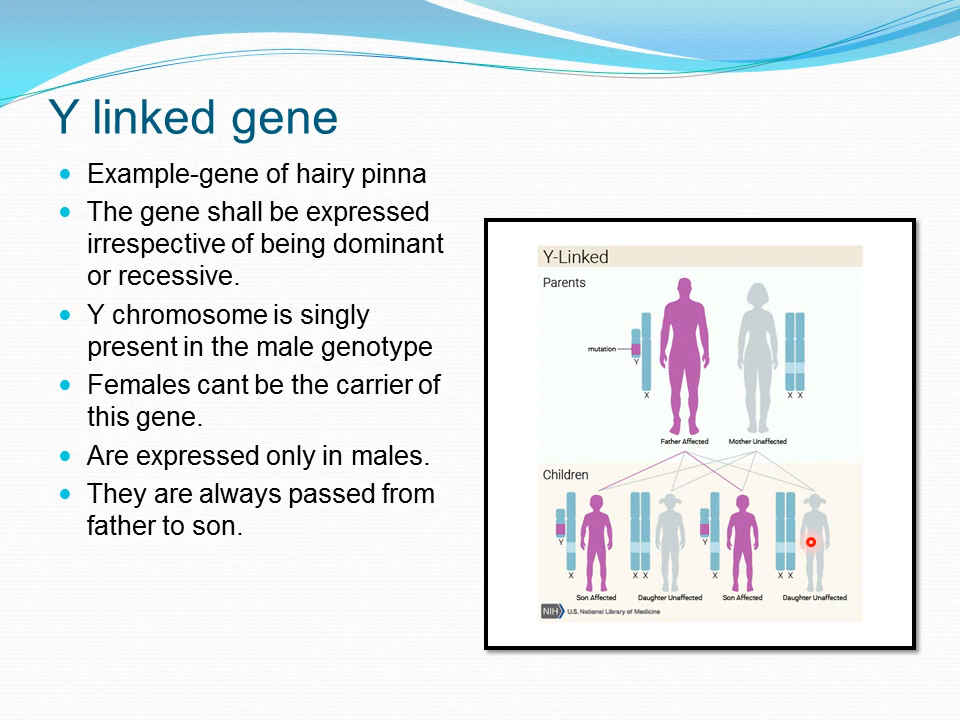 Y linked gene
Example-gene of hairy pinna
The gene shall be expressed
irrespective of being dominant
or recessive.
Y chromosome is singly
present in the male genotype
Females cant be the carrier of
this gene.
Are expressed only in males.
They are always passed from
father to son.
Y-Linked
Parents
mutation
Y
X
X X
Father Affected
Mother Unaffected
Children
Y
X
X X
Y
X
X X
Son Affected
Daughter Unaffected
Son Affected
Daughter Unaffected
NIH U.S. National Library of Medicine